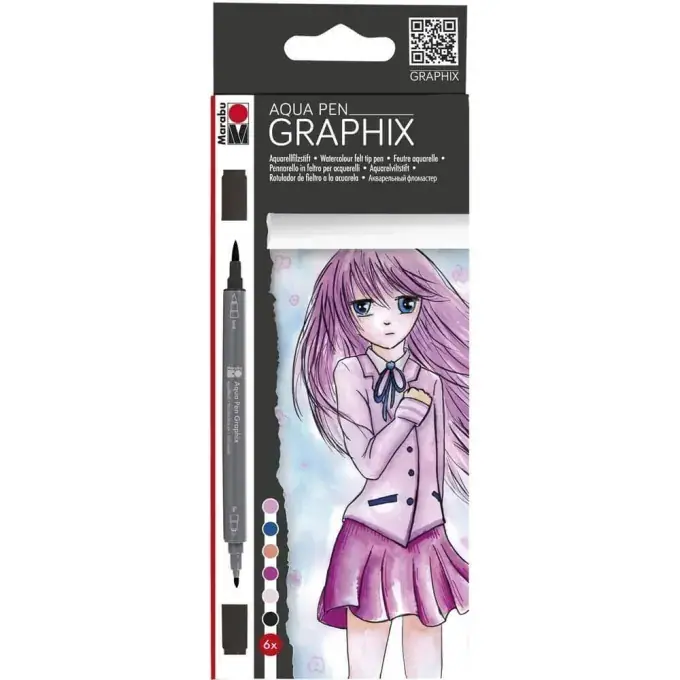 GRAPHIX
Marabu
AQUA PEN
GRAPHIX
Aquarellfilzstift • Watercolour felt tip pen • Feutre aquarelle •
Pennarello in feltro per acquerelli • Aquarelviltstift •
Rotulador de fieltro a la acuarela • Акварельный фломастер
Aqua Pen Graphix
6x